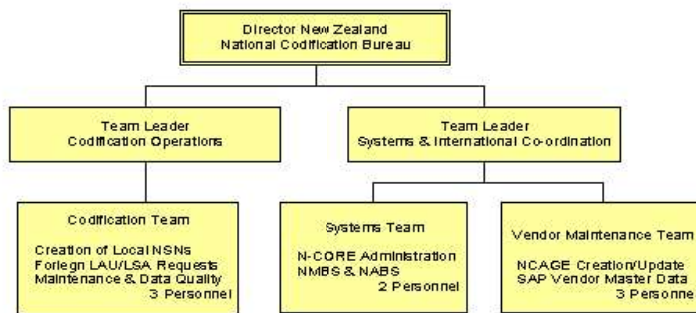 Director New Zealand
National Codification Bureau
Team Leader
Codification Operations
Team Leader
Systems & International Co-ordination
Codification Team
Creation of Local NSNs
Foriegn LAU/LSA Requests
Maintenance & Data Quality
3 Personnel
Systems Team
N-CORE Administration
NMBS & NABS
2 Personnel
Vendor Maintenance Team
NCAGE Creation/Update
SAP Vendor Master Data
3 Personnel